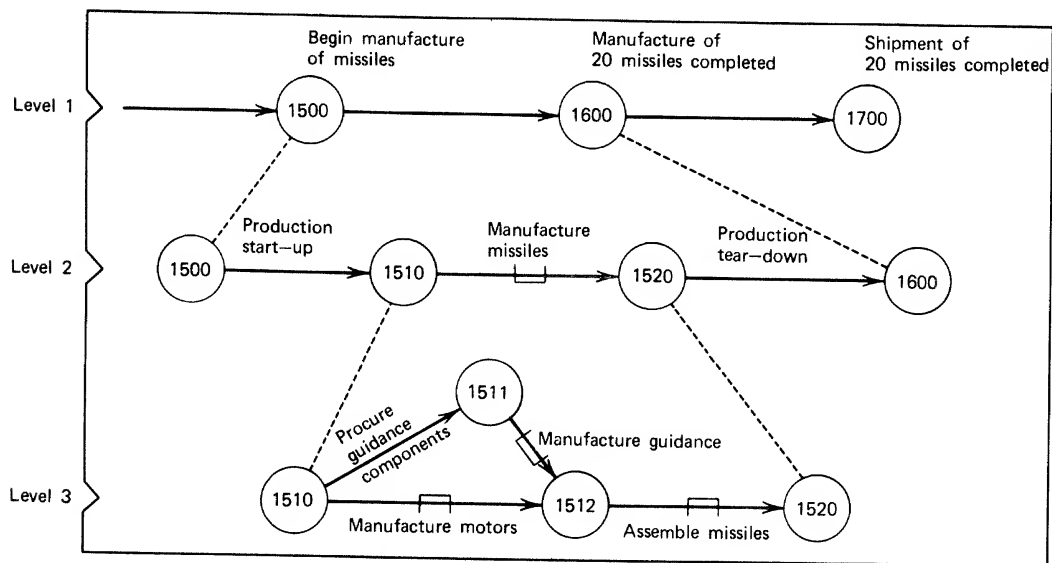 Begin manufacture
of missiles
Manufacture of
20 missiles completed
Shipment of
20 missiles completed
Level 1
1500
1600
1700
Production
start–up
Manufacture
missiles
Production
tear–down
Level 2
1500
1510
1520
1600
1511
Procure
guidance
components
Manufacture guidance
Level 3
1510
1512
1520
Manufacture motors
Assemble missiles